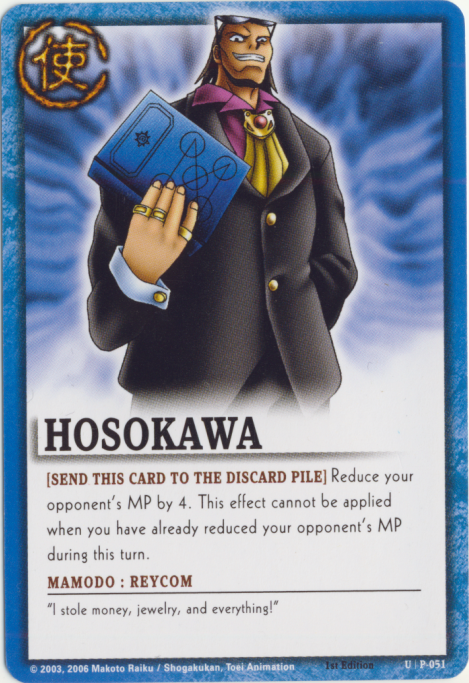 使
HOSOKAWA
[SEND THIS CARD TO THE DISCARD PILE] Reduce your
opponent's MP by 4. This effect cannot be applied
when you have already reduced your opponent's MP
during this turn.
MAMODO : REYCOM
"I stole money, jewelry, and everything!"
© 2003, 2006 Makoto Raiku / Shogakukan, Toei Animation 1st Edition U | P-051